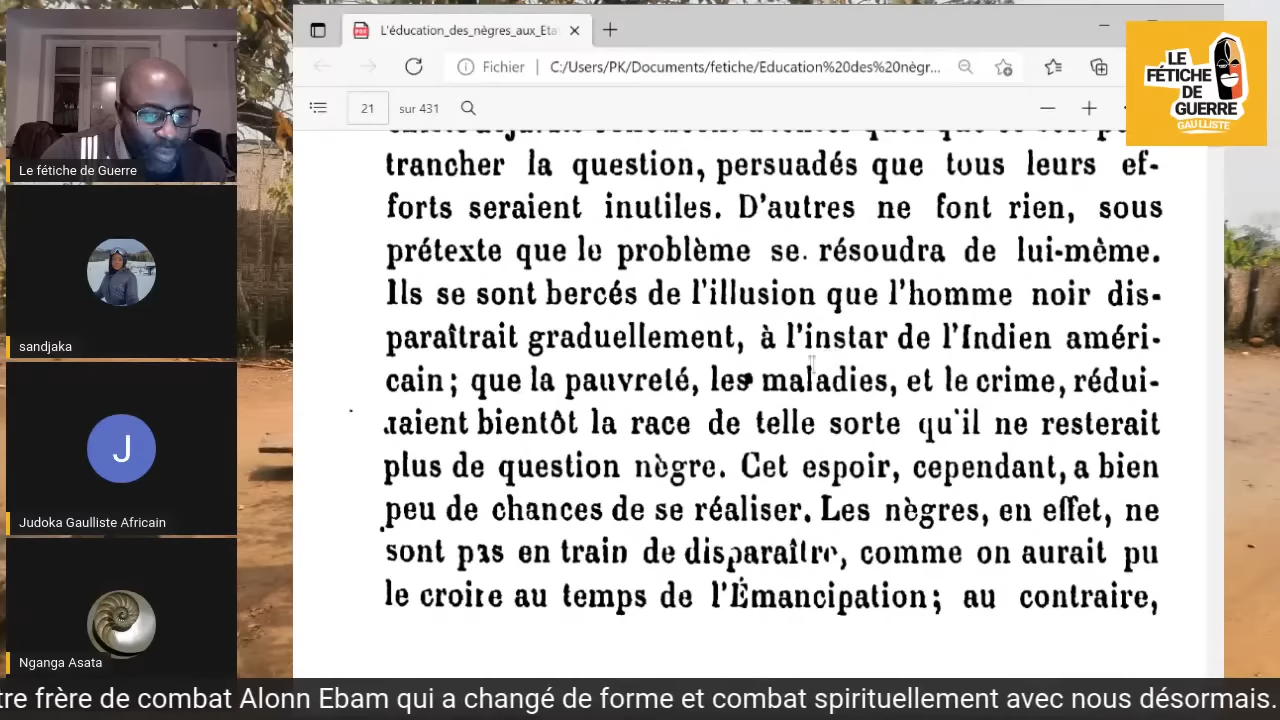 L'éducation_des_nègres_aux_Eta
Fichier
C:/Users/PK/Documents/fetiche/Education%20des%20nègr...
21
sur 431
LE
FÉTICHE
DE
GUERRE
GAULLISTE
Le fétiche de Guerre
sandjaka
J
Judoka Gaulliste Africain
Nganga Asata
trancher la question, persuadés que tous leurs ef-
forts seraient inutiles. D'autres ne font rien, sous
prétexte que le problème se résoudra de lui-même.
Ils se sont bercés de l'illusion que l'homme noir dis-
paraîtrait graduellement, à l'instar de l'Indien améri-
cain; que la pauvreté, les maladies, et le crime, rédui-
raient bientôt la race de telle sorte qu'il ne resterait
plus de question nègre. Cet espoir, cependant, a bien
peu de chances de se réaliser. Les nègres, en effet, ne
sont pas en train de disparaître, comme on aurait pu
le croire au temps de l'Émancipation; au contraire,
tre frère de combat Alonn Ebam qui a changé de forme et combat spirituellement avec nous désormais.